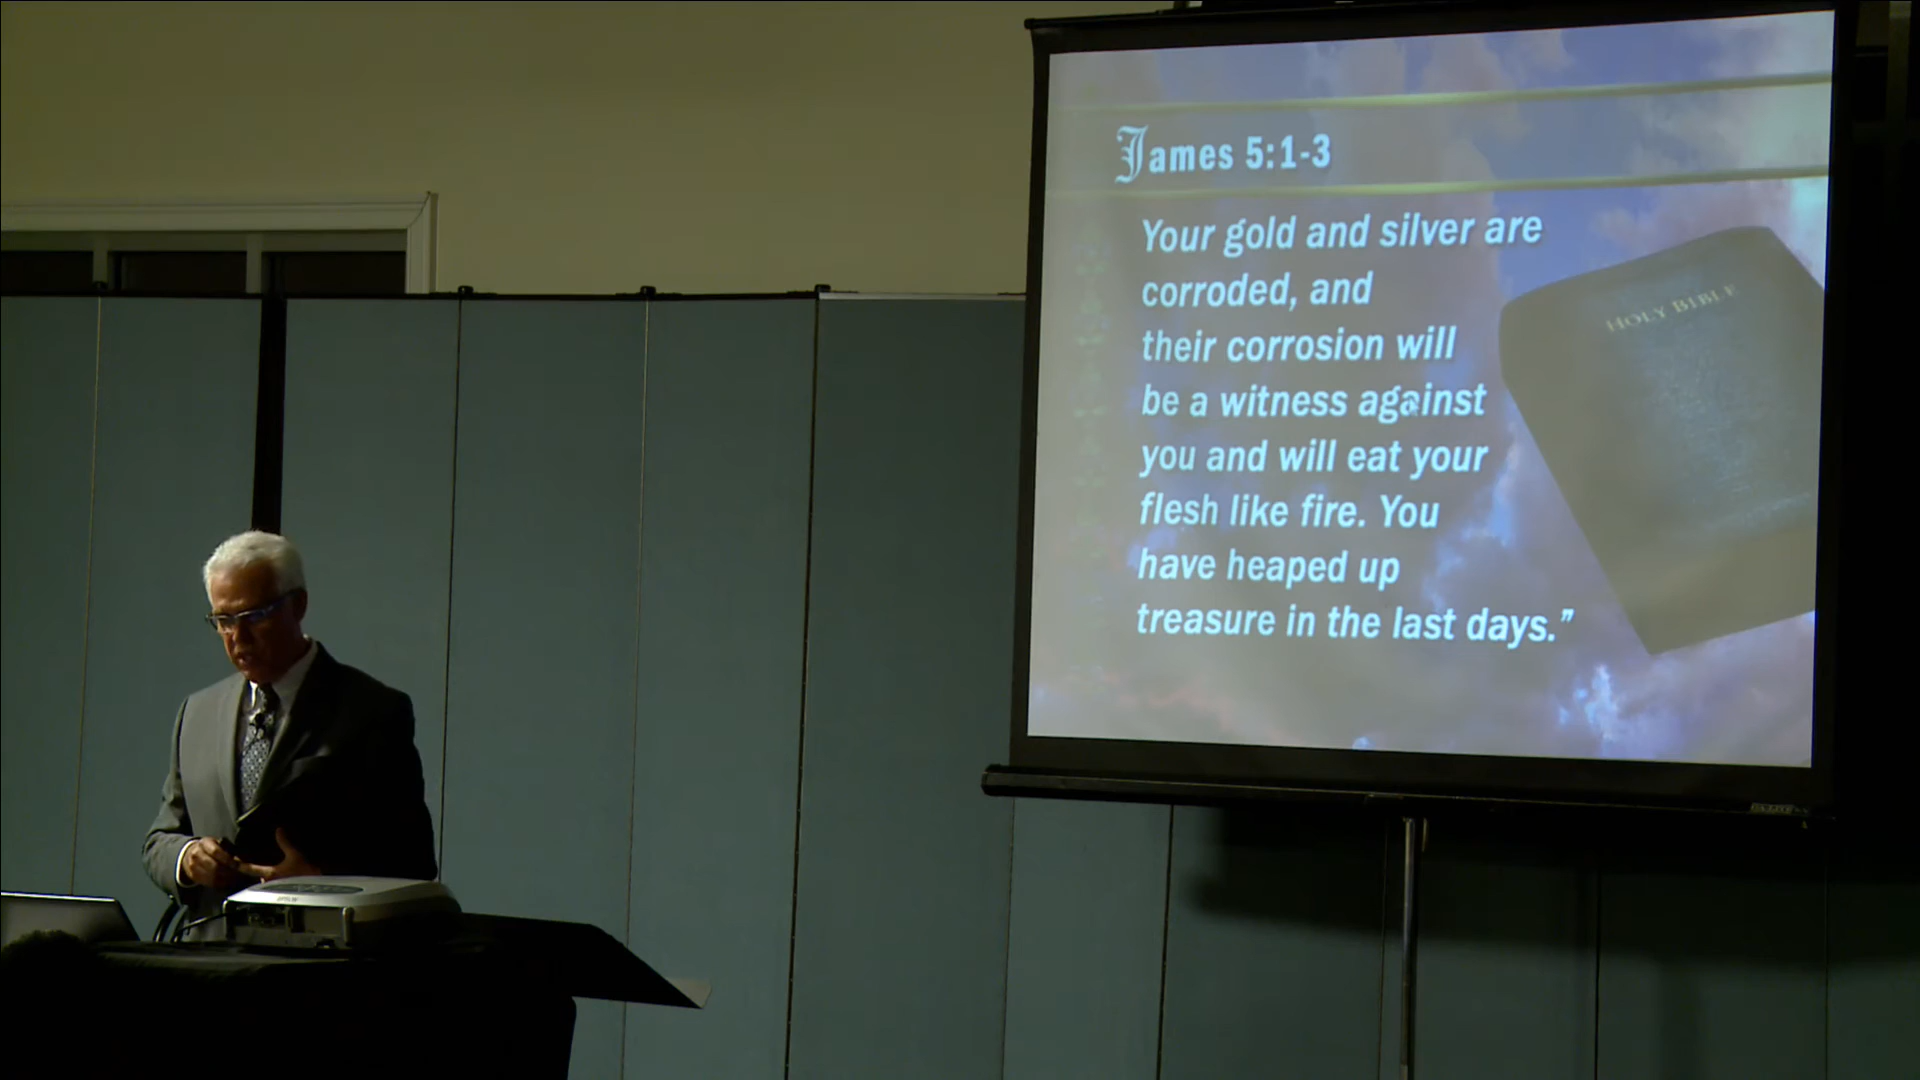 James 5:1-3
Your gold and silver are
corroded, and
their corrosion will
be a witness against
you and will eat your
flesh like fire. You
have heaped up
treasure in the last days.”
HOLY BIBLE